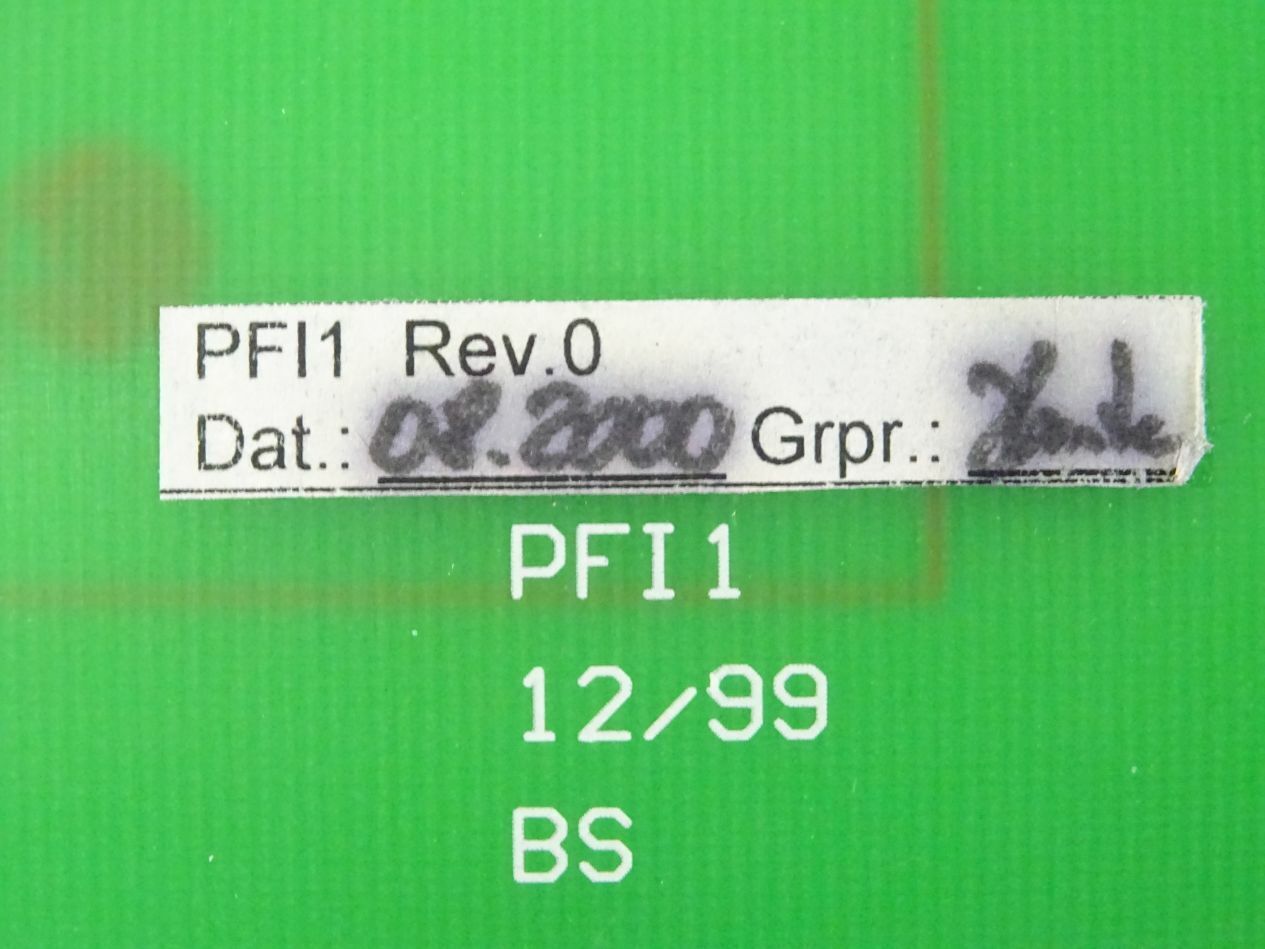 PFI1 Rev.0
Dat.: 08.2000 Grpr.:
PFI1
12/99
BS